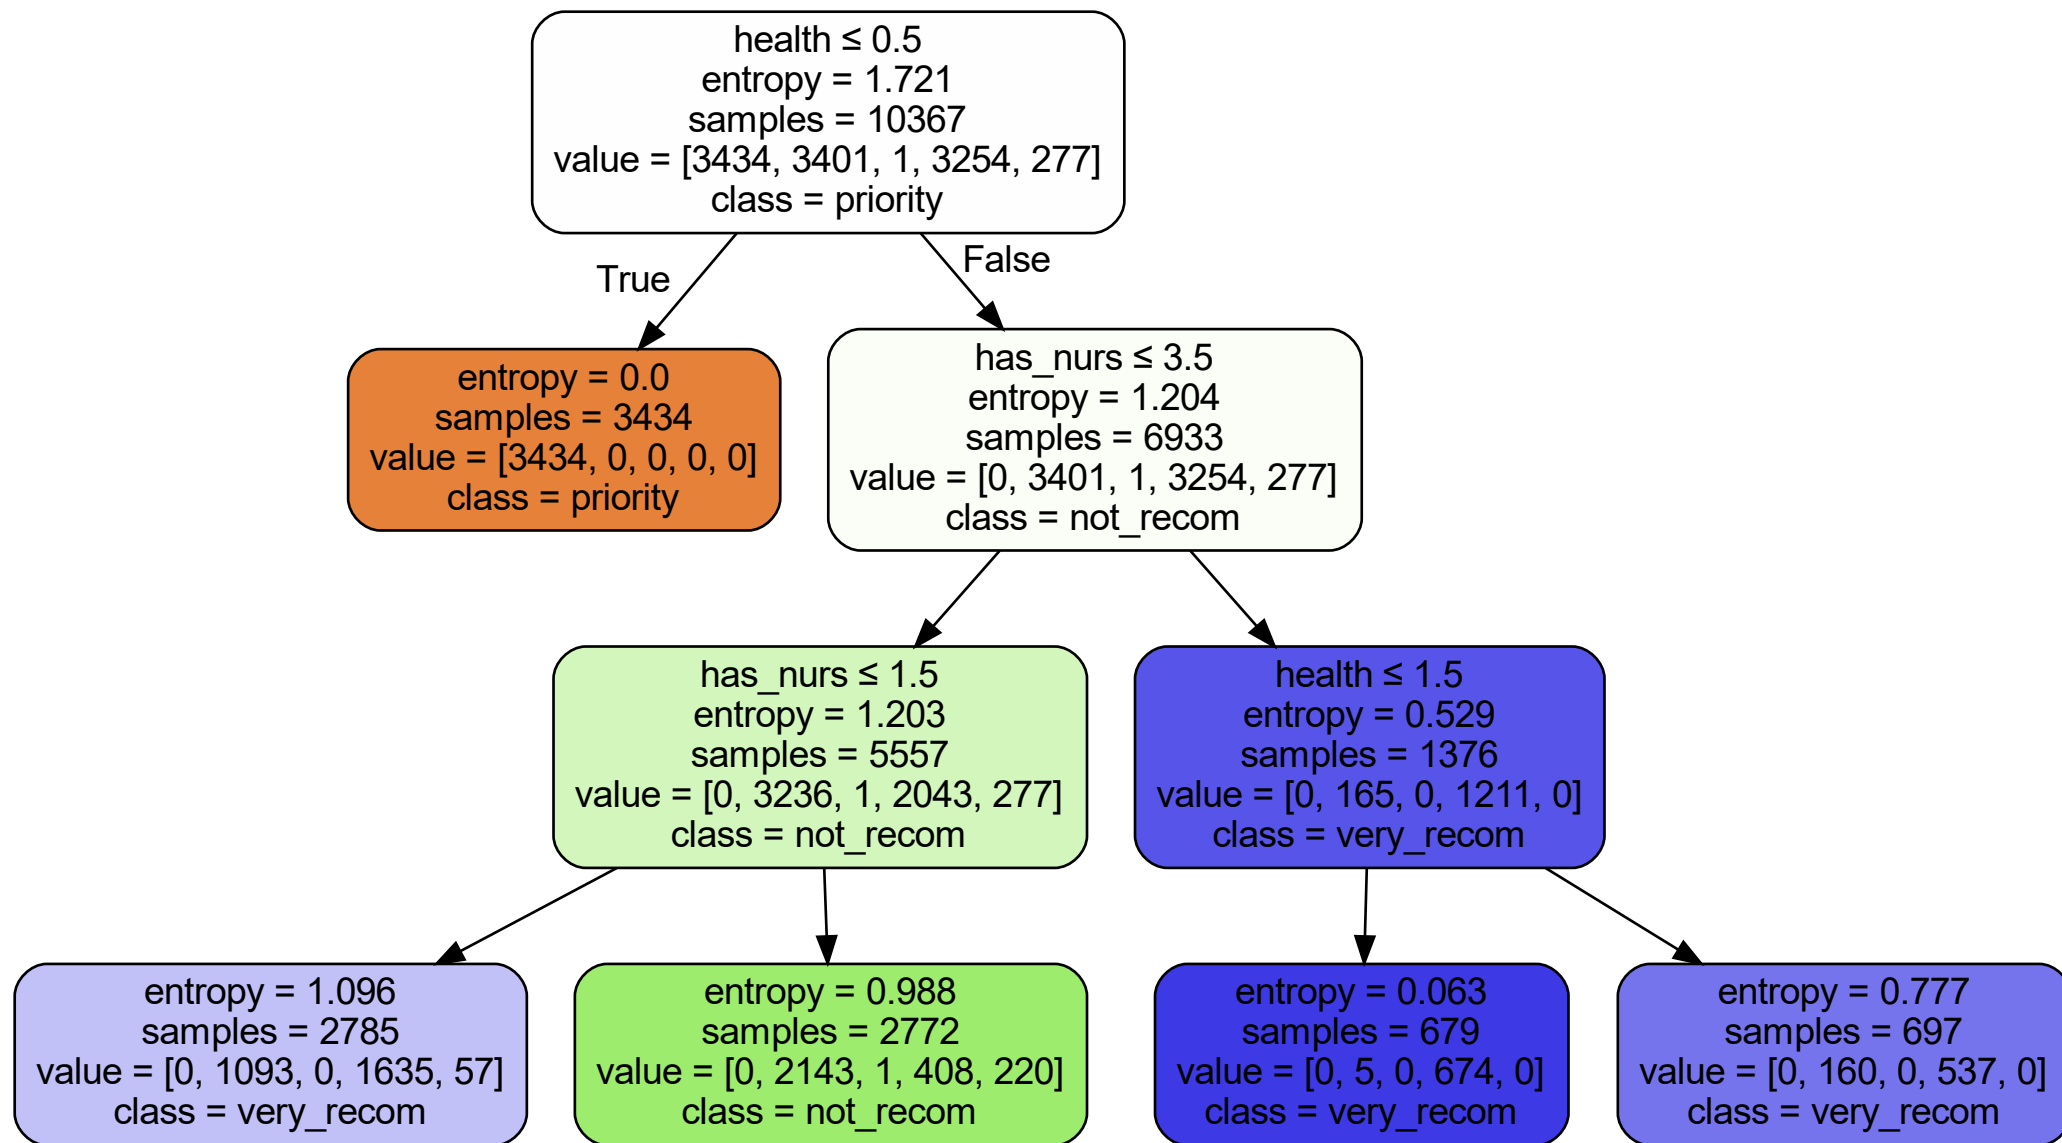 health ≤ 0.5
entropy = 1.721
samples = 10367
value = [3434, 3401, 1, 3254, 277]
class = priority
True
False
entropy = 0.0
samples = 3434
value = [3434, 0, 0, 0, 0]
class = priority
has_nurs ≤ 3.5
entropy = 1.204
samples = 6933
value = [0, 3401, 1, 3254, 277]
class = not_recom
has_nurs ≤ 1.5
entropy = 1.203
samples = 5557
value = [0, 3236, 1, 2043, 277]
class = not_recom
health ≤ 1.5
entropy = 0.529
samples = 1376
value = [0, 165, 0, 1211, 0]
class = very_recom
entropy = 1.096
samples = 2785
value = [0, 1093, 0, 1635, 57]
class = very_recom
entropy = 0.988
samples = 2772
value = [0, 2143, 1, 408, 220]
class = not_recom
entropy = 0.063
samples = 679
value = [0, 5, 0, 674, 0]
class = very_recom
entropy = 0.777
samples = 697
value = [0, 160, 0, 537, 0]
class = very_recom